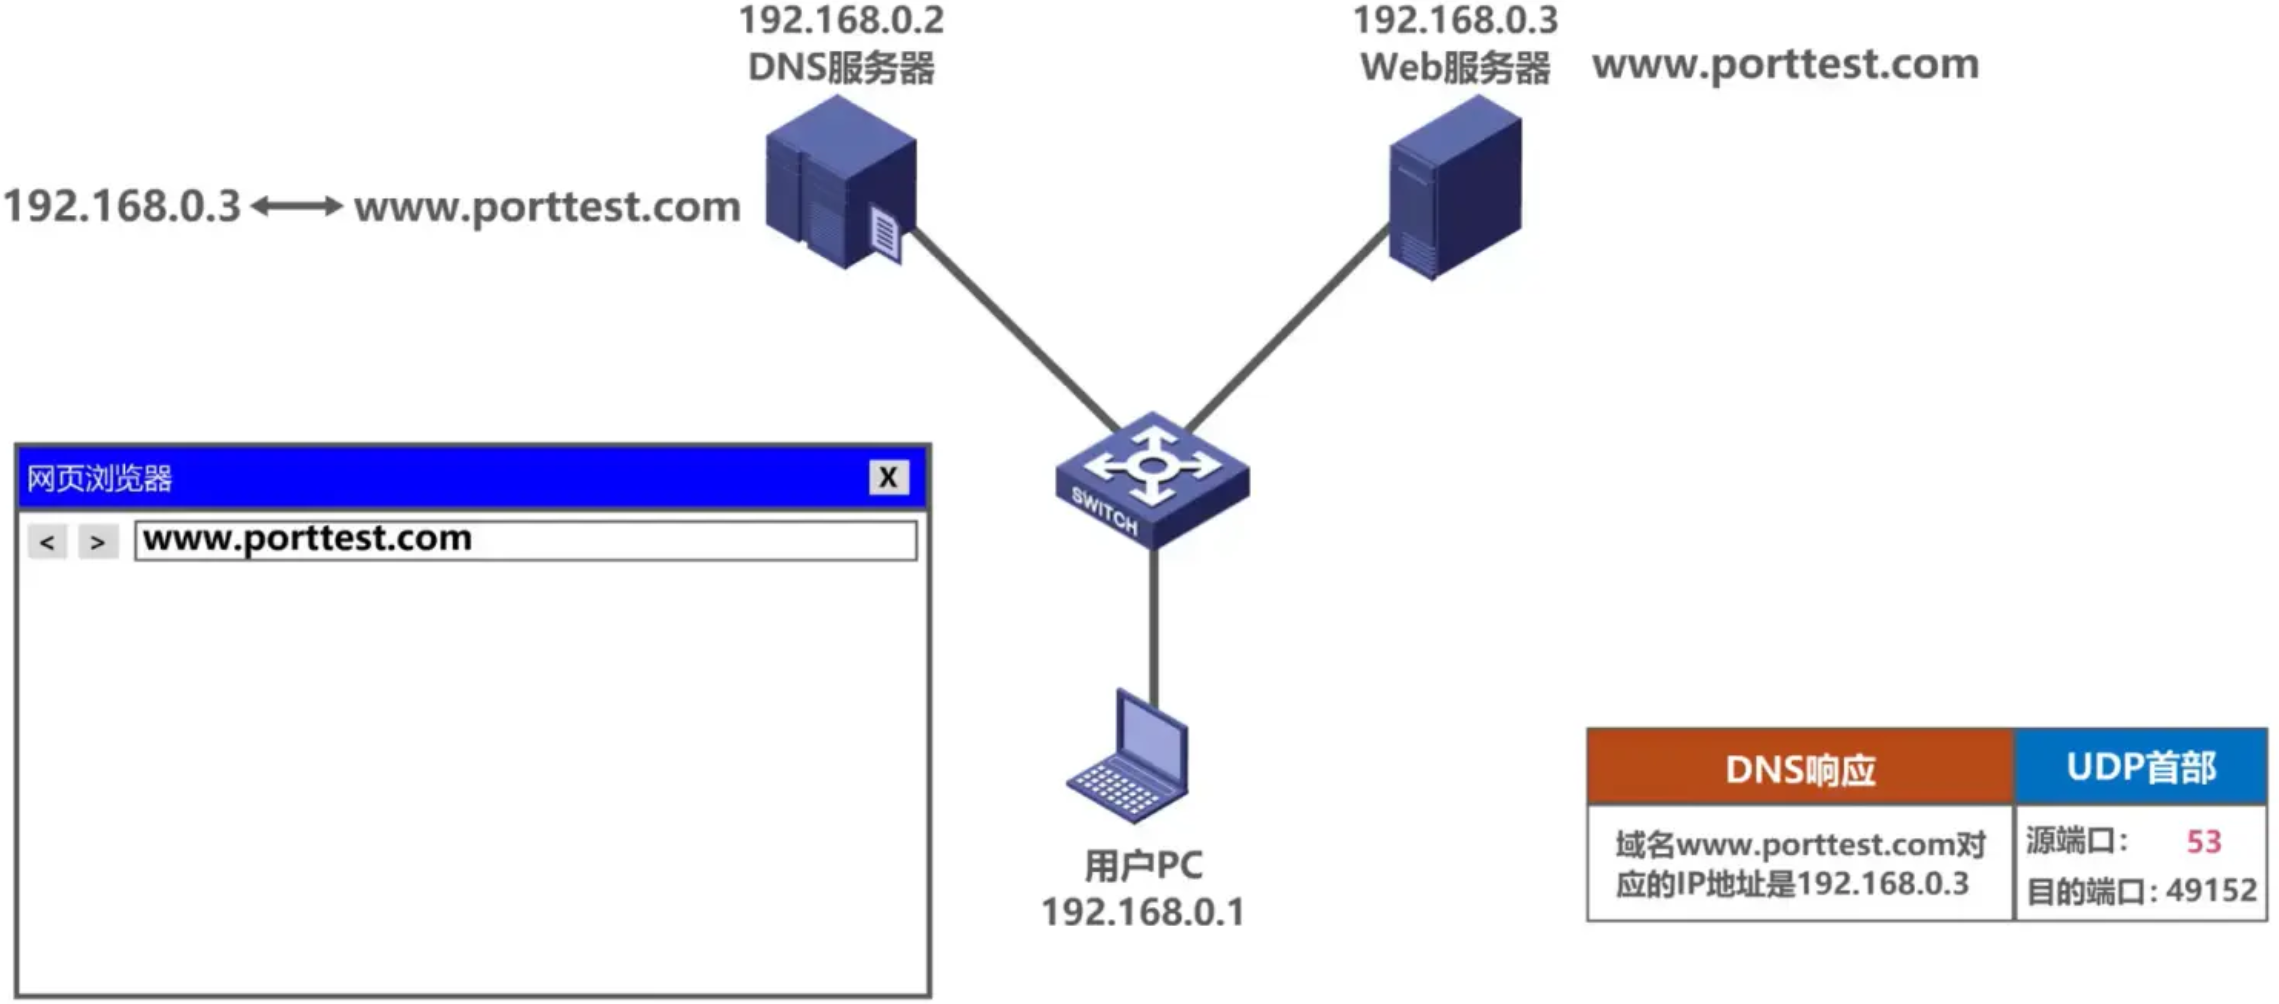 192.168.0.2
DNS服务器
192.168.0.3
Web服务器
www.porttest.com
192.168.0.3
www.porttest.com
网页浏览器
X
< >
www.porttest.com
SWITCH
用户PC
192.168.0.1
DNS响应
域名www.porttest.com对
应的IP地址是192.168.0.3
UDP首部
源端口: 53
目的端口: 49152